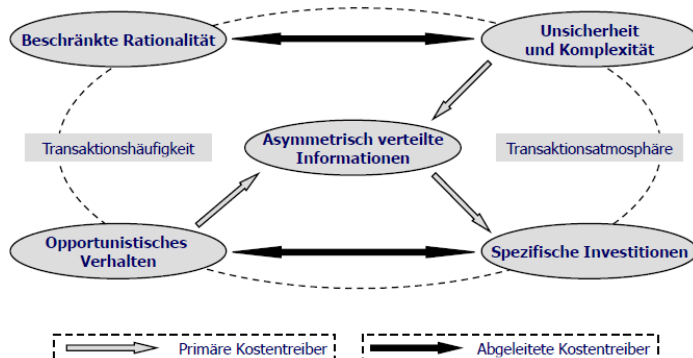 Beschränkte Rationalität
Unsicherheit
und Komplexität
Asymmetrisch verteilte
Informationen
Transaktionshäufigkeit
Transaktionsatmosphäre
Opportunistisches
Verhalten
Spezifische Investitionen
Primäre Kostentreiber
Abgeleitete Kostentreiber